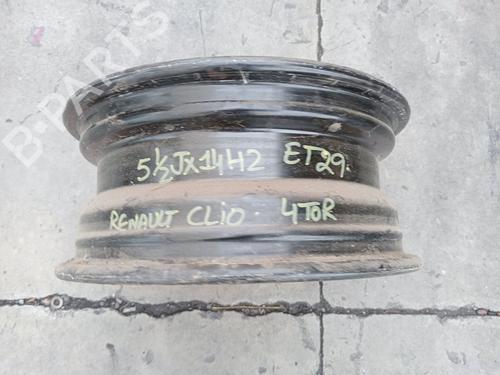 B-PARTS
5½Jx14H2 ET29.
RENAULT CLiO. 4TOR